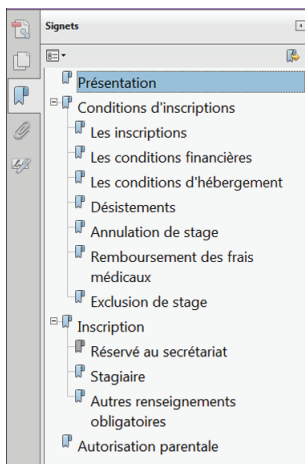 Signets
Présentation
Conditions d'inscriptions
Les inscriptions
Les conditions financières
Les conditions d'hébergement
Désistements
Annulation de stage
Remboursement des frais
médicaux
Exclusion de stage
Inscription
Réservé au secrétariat
Stagiaire
Autres renseignements
obligatoires
Autorisation parentale